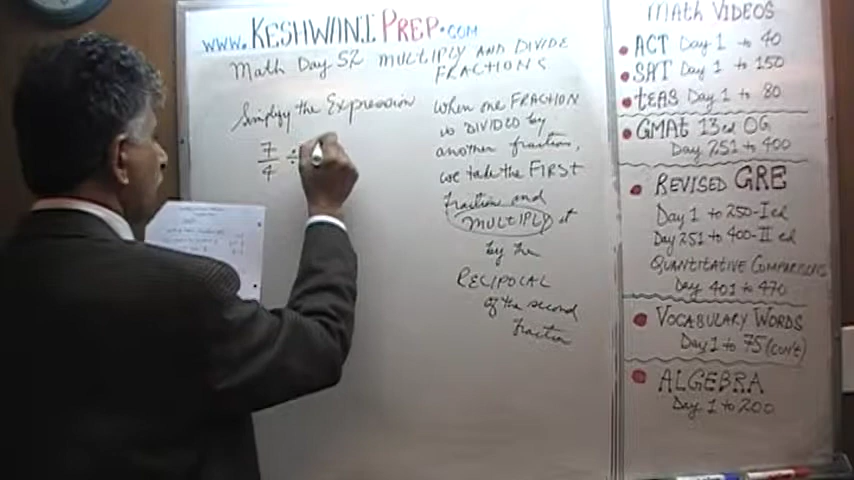 www.KESHWANIPREP.COM
Math Day 52 MULTIPLY AND DIVIDE
FRACTIONS
Simplify the Expression
7
4
÷
When one FRACTION
is DIVIDED by
another fraction,
we take the FIRST
fraction and
MULTIPLY it
by the
RECIPROCAL
of the second
fraction
Math VIDEOS
ACT Day 1 to 40
SAT Day 1 to 150
tEAS Day 1 to 80
GMAt 13 ed OG
Day 251 to 400
REVISED GRE
Day 1 to 250-I ed
Day 251 to 400-II ed
QUANTITATIVE COMPARISONS
Day 401 to 470
VOCABULARY WORDS
Day 1 to 75 (con't)
ALGEBRA
Day 1 to 200